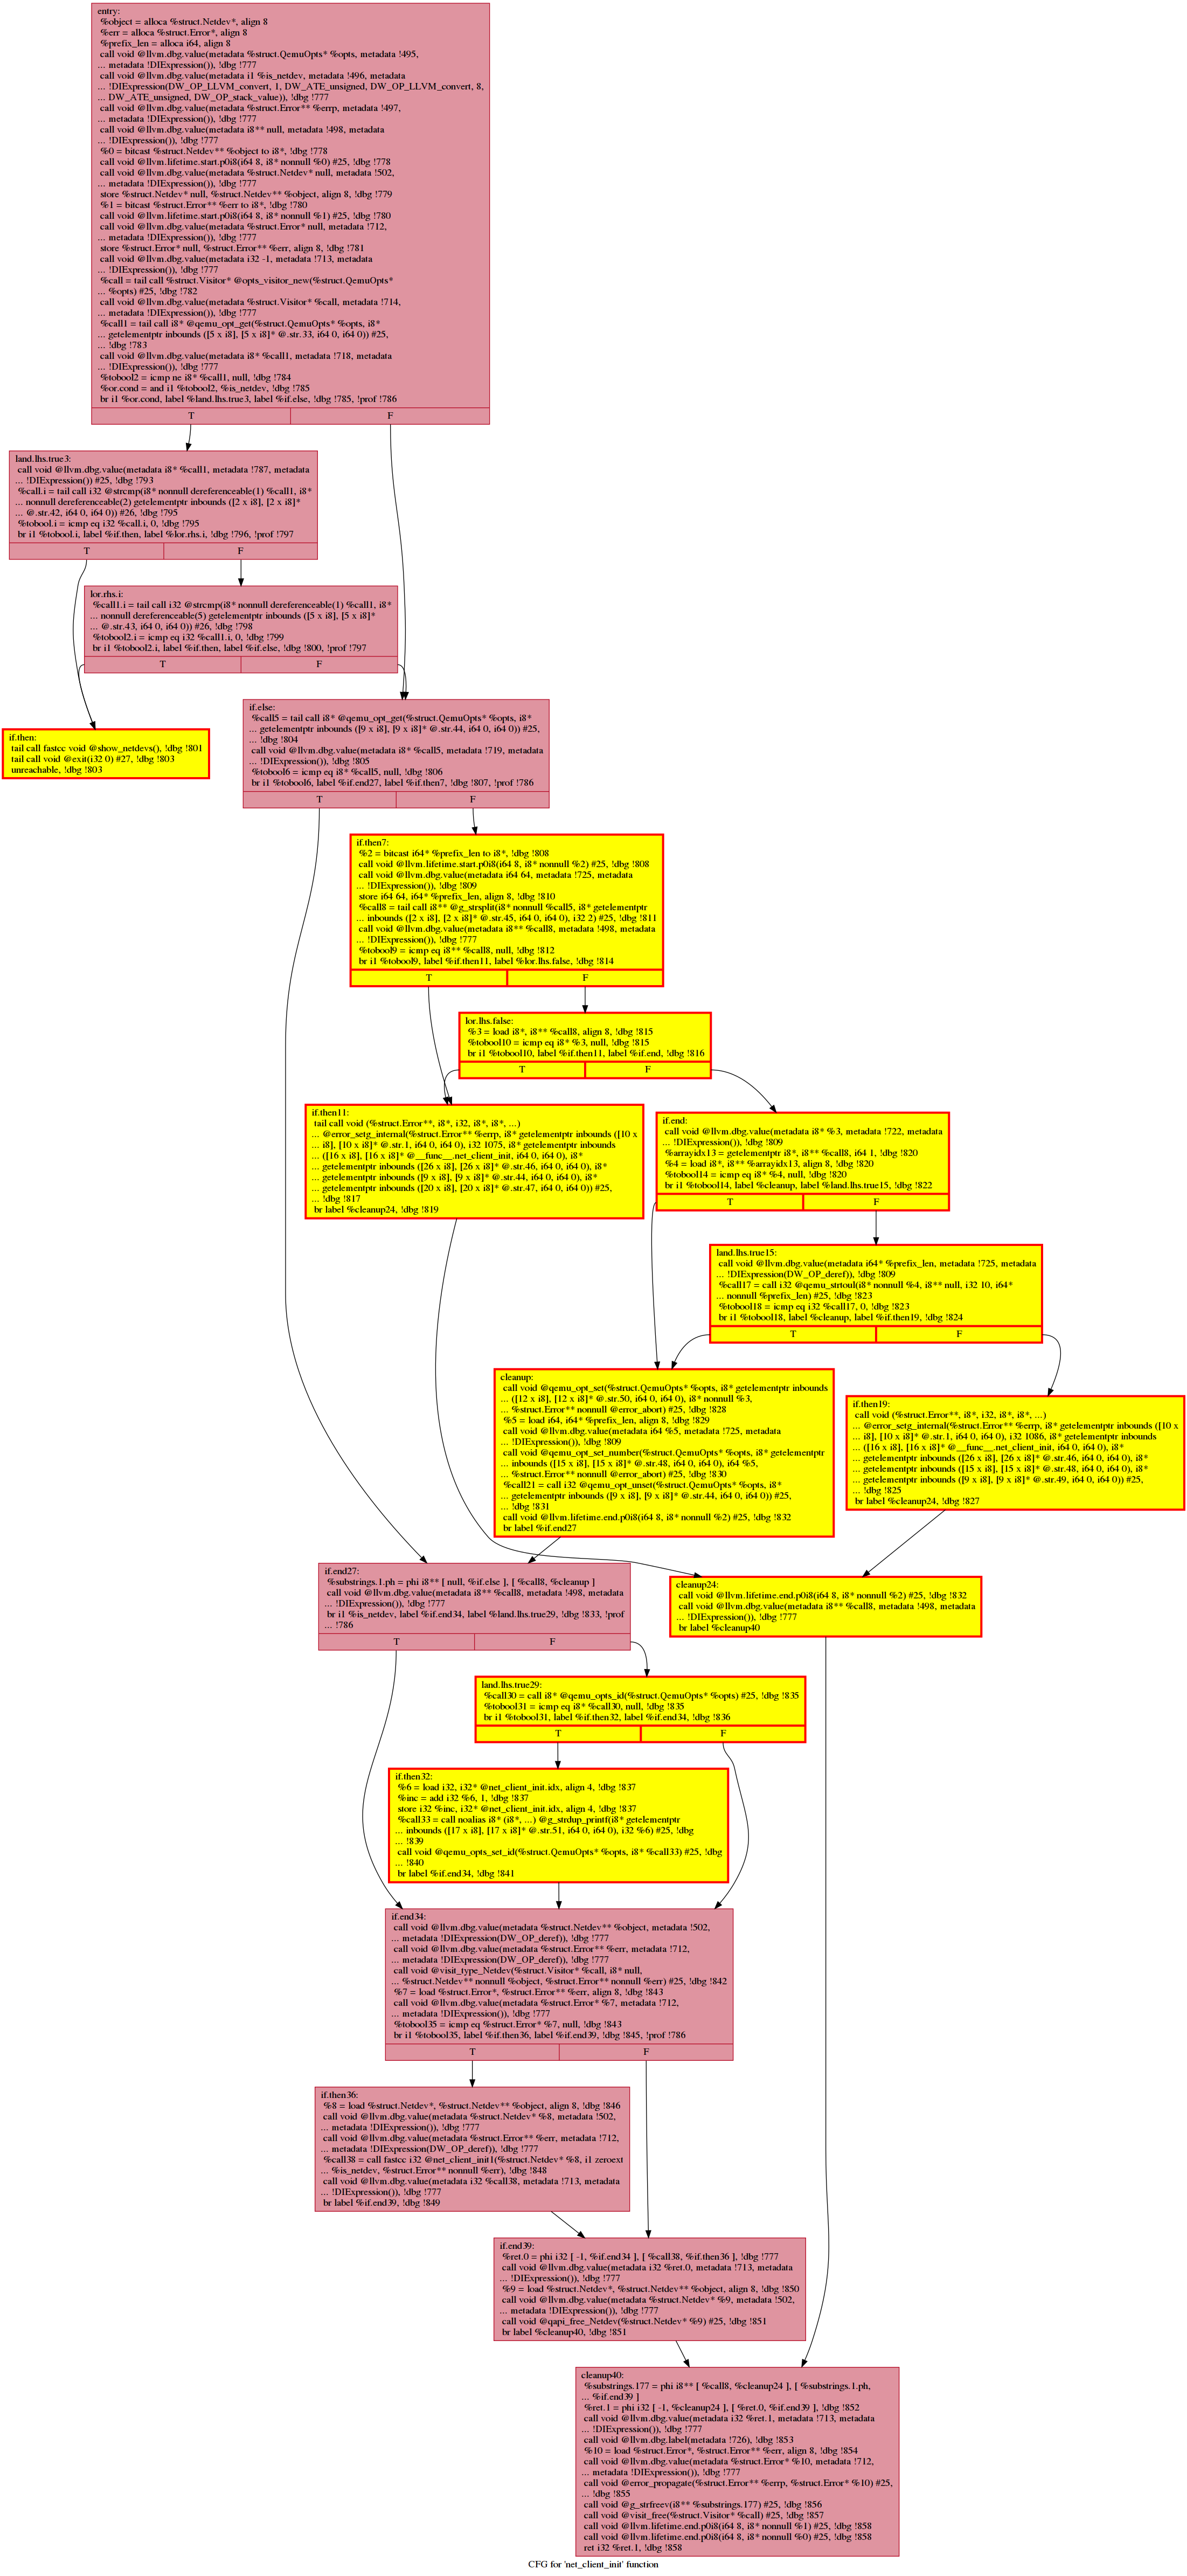 entry:
%object = alloca %struct.Netdev*, align 8
%err = alloca %struct.Error*, align 8
%prefix_len = alloca i64, align 8
call void @llvm.dbg.value(metadata %struct.QemuOpts* %opts, metadata !495,
... metadata !DIExpression()), !dbg !777
call void @llvm.dbg.value(metadata i1 %is_netdev, metadata !496, metadata
... !DIExpression(DW_OP_LLVM_convert, 1, DW_ATE_unsigned, DW_OP_LLVM_convert, 8,
... DW_ATE_unsigned, DW_OP_stack_value)), !dbg !777
call void @llvm.dbg.value(metadata %struct.Error** %errp, metadata !497,
... metadata !DIExpression()), !dbg !777
call void @llvm.dbg.value(metadata i8** null, metadata !498, metadata
... !DIExpression()), !dbg !777
%0 = bitcast %struct.Netdev** %object to i8*, !dbg !778
call void @llvm.lifetime.start.p0i8(i64 8, i8* nonnull %0) #25, !dbg !778
call void @llvm.dbg.value(metadata %struct.Netdev* null, metadata !502,
... metadata !DIExpression()), !dbg !777
store %struct.Netdev* null, %struct.Netdev** %object, align 8, !dbg !779
%1 = bitcast %struct.Error** %err to i8*, !dbg !780
call void @llvm.lifetime.start.p0i8(i64 8, i8* nonnull %1) #25, !dbg !780
call void @llvm.dbg.value(metadata %struct.Error* null, metadata !712,
... metadata !DIExpression()), !dbg !777
store %struct.Error* null, %struct.Error** %err, align 8, !dbg !781
call void @llvm.dbg.value(metadata i32 -1, metadata !713, metadata
... !DIExpression()), !dbg !777
%call = tail call %struct.Visitor* @opts_visitor_new(%struct.QemuOpts*
... %opts) #25, !dbg !782
call void @llvm.dbg.value(metadata %struct.Visitor* %call, metadata !714,
... metadata !DIExpression()), !dbg !777
%call1 = tail call i8* @qemu_opt_get(%struct.QemuOpts* %opts, i8*
... getelementptr inbounds ([5 x i8], [5 x i8]* @.str.33, i64 0, i64 0)) #25,
... !dbg !783
call void @llvm.dbg.value(metadata i8* %call1, metadata !718, metadata
... !DIExpression()), !dbg !777
%tobool2 = icmp ne i8* %call1, null, !dbg !784
%or.cond = and i1 %tobool2, %is_netdev, !dbg !785
br i1 %or.cond, label %land.lhs.true3, label %if.else, !dbg !785, !prof !786
T F
land.lhs.true3:
call void @llvm.dbg.value(metadata i8* %call1, metadata !787, metadata
... !DIExpression()) #25, !dbg !793
%call.i = tail call i32 @strcmp(i8* nonnull dereferenceable(1) %call1, i8*
... nonnull dereferenceable(2) getelementptr inbounds ([2 x i8], [2 x i8]*
... @.str.42, i64 0, i64 0)) #26, !dbg !795
%tobool.i = icmp eq i32 %call.i, 0, !dbg !795
br i1 %tobool.i, label %if.then, label %lor.rhs.i, !dbg !796, !prof !797
T F
lor.rhs.i:
%call1.i = tail call i32 @strcmp(i8* nonnull dereferenceable(1) %call1, i8*
... nonnull dereferenceable(5) getelementptr inbounds ([5 x i8], [5 x i8]*
... @.str.43, i64 0, i64 0)) #26, !dbg !798
%tobool2.i = icmp eq i32 %call1.i, 0, !dbg !799
br i1 %tobool2.i, label %if.then, label %if.else, !dbg !800, !prof !797
T F
if.then:
tail call fastcc void @show_netdevs(), !dbg !801
tail call void @exit(i32 0) #27, !dbg !803
unreachable, !dbg !803
if.else:
%call5 = tail call i8* @qemu_opt_get(%struct.QemuOpts* %opts, i8*
... getelementptr inbounds ([9 x i8], [9 x i8]* @.str.44, i64 0, i64 0)) #25,
... !dbg !804
call void @llvm.dbg.value(metadata i8* %call5, metadata !719, metadata
... !DIExpression()), !dbg !805
%tobool6 = icmp eq i8* %call5, null, !dbg !806
br i1 %tobool6, label %if.end27, label %if.then7, !dbg !807, !prof !786
T F
if.then7:
%2 = bitcast i64* %prefix_len to i8*, !dbg !808
call void @llvm.lifetime.start.p0i8(i64 8, i8* nonnull %2) #25, !dbg !808
call void @llvm.dbg.value(metadata i64 64, metadata !725, metadata
... !DIExpression()), !dbg !809
store i64 64, i64* %prefix_len, align 8, !dbg !810
%call8 = tail call i8** @g_strsplit(i8* nonnull %call5, i8* getelementptr
... inbounds ([2 x i8], [2 x i8]* @.str.45, i64 0, i64 0), i32 2) #25, !dbg !811
call void @llvm.dbg.value(metadata i8** %call8, metadata !498, metadata
... !DIExpression()), !dbg !777
%tobool9 = icmp eq i8** %call8, null, !dbg !812
br i1 %tobool9, label %if.then11, label %lor.lhs.false, !dbg !814
T F
lor.lhs.false:
%3 = load i8*, i8** %call8, align 8, !dbg !815
%tobool10 = icmp eq i8* %3, null, !dbg !815
br i1 %tobool10, label %if.then11, label %if.end, !dbg !816
T F
if.then11:
tail call void (%struct.Error**, i8*, i32, i8*, i8*, ...)
... @error_setg_internal(%struct.Error** %errp, i8* getelementptr inbounds ([10 x
... i8], [10 x i8]* @.str.1, i64 0, i64 0), i32 1075, i8* getelementptr inbounds
... ([16 x i8], [16 x i8]* @__func__.net_client_init, i64 0, i64 0), i8*
... getelementptr inbounds ([26 x i8], [26 x i8]* @.str.46, i64 0, i64 0), i8*
... getelementptr inbounds ([9 x i8], [9 x i8]* @.str.44, i64 0, i64 0), i8*
... getelementptr inbounds ([20 x i8], [20 x i8]* @.str.47, i64 0, i64 0)) #25,
... !dbg !817
br label %cleanup24, !dbg !819
if.end:
call void @llvm.dbg.value(metadata i8* %3, metadata !722, metadata
... !DIExpression()), !dbg !809
%arrayidx13 = getelementptr i8*, i8** %call8, i64 1, !dbg !820
%4 = load i8*, i8** %arrayidx13, align 8, !dbg !820
%tobool14 = icmp eq i8* %4, null, !dbg !820
br i1 %tobool14, label %cleanup, label %land.lhs.true15, !dbg !822
T F
land.lhs.true15:
call void @llvm.dbg.value(metadata i64* %prefix_len, metadata !725, metadata
... !DIExpression(DW_OP_deref)), !dbg !809
%call17 = call i32 @qemu_strtoul(i8* nonnull %4, i8** null, i32 10, i64*
... nonnull %prefix_len) #25, !dbg !823
%tobool18 = icmp eq i32 %call17, 0, !dbg !823
br i1 %tobool18, label %cleanup, label %if.then19, !dbg !824
T F
cleanup:
call void @qemu_opt_set(%struct.QemuOpts* %opts, i8* getelementptr inbounds
... ([12 x i8], [12 x i8]* @.str.50, i64 0, i64 0), i8* nonnull %3,
... %struct.Error** nonnull @error_abort) #25, !dbg !828
%5 = load i64, i64* %prefix_len, align 8, !dbg !829
call void @llvm.dbg.value(metadata i64 %5, metadata !725, metadata
... !DIExpression()), !dbg !809
call void @qemu_opt_set_number(%struct.QemuOpts* %opts, i8* getelementptr
... inbounds ([15 x i8], [15 x i8]* @.str.48, i64 0, i64 0), i64 %5,
... %struct.Error** nonnull @error_abort) #25, !dbg !830
%call21 = call i32 @qemu_opt_unset(%struct.QemuOpts* %opts, i8*
... getelementptr inbounds ([9 x i8], [9 x i8]* @.str.44, i64 0, i64 0)) #25,
... !dbg !831
call void @llvm.lifetime.end.p0i8(i64 8, i8* nonnull %2) #25, !dbg !832
br label %if.end27
if.then19:
call void (%struct.Error**, i8*, i32, i8*, i8*, ...)
... @error_setg_internal(%struct.Error** %errp, i8* getelementptr inbounds ([10 x
... i8], [10 x i8]* @.str.1, i64 0, i64 0), i32 1086, i8* getelementptr inbounds
... ([16 x i8], [16 x i8]* @__func__.net_client_init, i64 0, i64 0), i8*
... getelementptr inbounds ([26 x i8], [26 x i8]* @.str.46, i64 0, i64 0), i8*
... getelementptr inbounds ([15 x i8], [15 x i8]* @.str.48, i64 0, i64 0), i8*
... getelementptr inbounds ([9 x i8], [9 x i8]* @.str.49, i64 0, i64 0)) #25,
... !dbg !825
br label %cleanup24, !dbg !827
if.end27:
%substrings.1.ph = phi i8** [ null, %if.else ], [ %call8, %cleanup ]
call void @llvm.dbg.value(metadata i8** %call8, metadata !498, metadata
... !DIExpression()), !dbg !777
br i1 %is_netdev, label %if.end34, label %land.lhs.true29, !dbg !833, !prof
... !786
T F
cleanup24:
call void @llvm.lifetime.end.p0i8(i64 8, i8* nonnull %2) #25, !dbg !832
call void @llvm.dbg.value(metadata i8** %call8, metadata !498, metadata
... !DIExpression()), !dbg !777
br label %cleanup40
land.lhs.true29:
%call30 = call i8* @qemu_opts_id(%struct.QemuOpts* %opts) #25, !dbg !835
%tobool31 = icmp eq i8* %call30, null, !dbg !835
br i1 %tobool31, label %if.then32, label %if.end34, !dbg !836
T F
if.then32:
%6 = load i32, i32* @net_client_init.idx, align 4, !dbg !837
%inc = add i32 %6, 1, !dbg !837
store i32 %inc, i32* @net_client_init.idx, align 4, !dbg !837
%call33 = call noalias i8* (i8*, ...) @g_strdup_printf(i8* getelementptr
... inbounds ([17 x i8], [17 x i8]* @.str.51, i64 0, i64 0), i32 %6) #25, !dbg
... !839
call void @qemu_opts_set_id(%struct.QemuOpts* %opts, i8* %call33) #25, !dbg
... !840
br label %if.end34, !dbg !841
if.end34:
call void @llvm.dbg.value(metadata %struct.Netdev** %object, metadata !502,
... metadata !DIExpression(DW_OP_deref)), !dbg !777
call void @llvm.dbg.value(metadata %struct.Error** %err, metadata !712,
... metadata !DIExpression(DW_OP_deref)), !dbg !777
call void @visit_type_Netdev(%struct.Visitor* %call, i8* null,
... %struct.Netdev** nonnull %object, %struct.Error** nonnull %err) #25, !dbg !842
%7 = load %struct.Error*, %struct.Error** %err, align 8, !dbg !843
call void @llvm.dbg.value(metadata %struct.Error* %7, metadata !712,
... metadata !DIExpression()), !dbg !777
%tobool35 = icmp eq %struct.Error* %7, null, !dbg !843
br i1 %tobool35, label %if.then36, label %if.end39, !dbg !845, !prof !786
T F
if.then36:
%8 = load %struct.Netdev*, %struct.Netdev** %object, align 8, !dbg !846
call void @llvm.dbg.value(metadata %struct.Netdev* %8, metadata !502,
... metadata !DIExpression()), !dbg !777
call void @llvm.dbg.value(metadata %struct.Error** %err, metadata !712,
... metadata !DIExpression(DW_OP_deref)), !dbg !777
%call38 = call fastcc i32 @net_client_init1(%struct.Netdev* %8, i1 zeroext
... %is_netdev, %struct.Error** nonnull %err), !dbg !848
call void @llvm.dbg.value(metadata i32 %call38, metadata !713, metadata
... !DIExpression()), !dbg !777
br label %if.end39, !dbg !849
if.end39:
%ret.0 = phi i32 [ -1, %if.end34 ], [ %call38, %if.then36 ], !dbg !777
call void @llvm.dbg.value(metadata i32 %ret.0, metadata !713, metadata
... !DIExpression()), !dbg !777
%9 = load %struct.Netdev*, %struct.Netdev** %object, align 8, !dbg !850
call void @llvm.dbg.value(metadata %struct.Netdev* %9, metadata !502,
... metadata !DIExpression()), !dbg !777
call void @qapi_free_Netdev(%struct.Netdev* %9) #25, !dbg !851
br label %cleanup40, !dbg !851
cleanup40:
%substrings.177 = phi i8** [ %call8, %cleanup24 ], [ %substrings.1.ph,
... %if.end39 ]
%ret.1 = phi i32 [ -1, %cleanup24 ], [ %ret.0, %if.end39 ], !dbg !852
call void @llvm.dbg.value(metadata i32 %ret.1, metadata !713, metadata
... !DIExpression()), !dbg !777
call void @llvm.dbg.label(metadata !726), !dbg !853
%10 = load %struct.Error*, %struct.Error** %err, align 8, !dbg !854
call void @llvm.dbg.value(metadata %struct.Error* %10, metadata !712,
... metadata !DIExpression()), !dbg !777
call void @error_propagate(%struct.Error** %errp, %struct.Error* %10) #25,
... !dbg !855
call void @g_strfreev(i8** %substrings.177) #25, !dbg !856
call void @visit_free(%struct.Visitor* %call) #25, !dbg !857
call void @llvm.lifetime.end.p0i8(i64 8, i8* nonnull %1) #25, !dbg !858
call void @llvm.lifetime.end.p0i8(i64 8, i8* nonnull %0) #25, !dbg !858
ret i32 %ret.1, !dbg !858
CFG for 'net_client_init' function